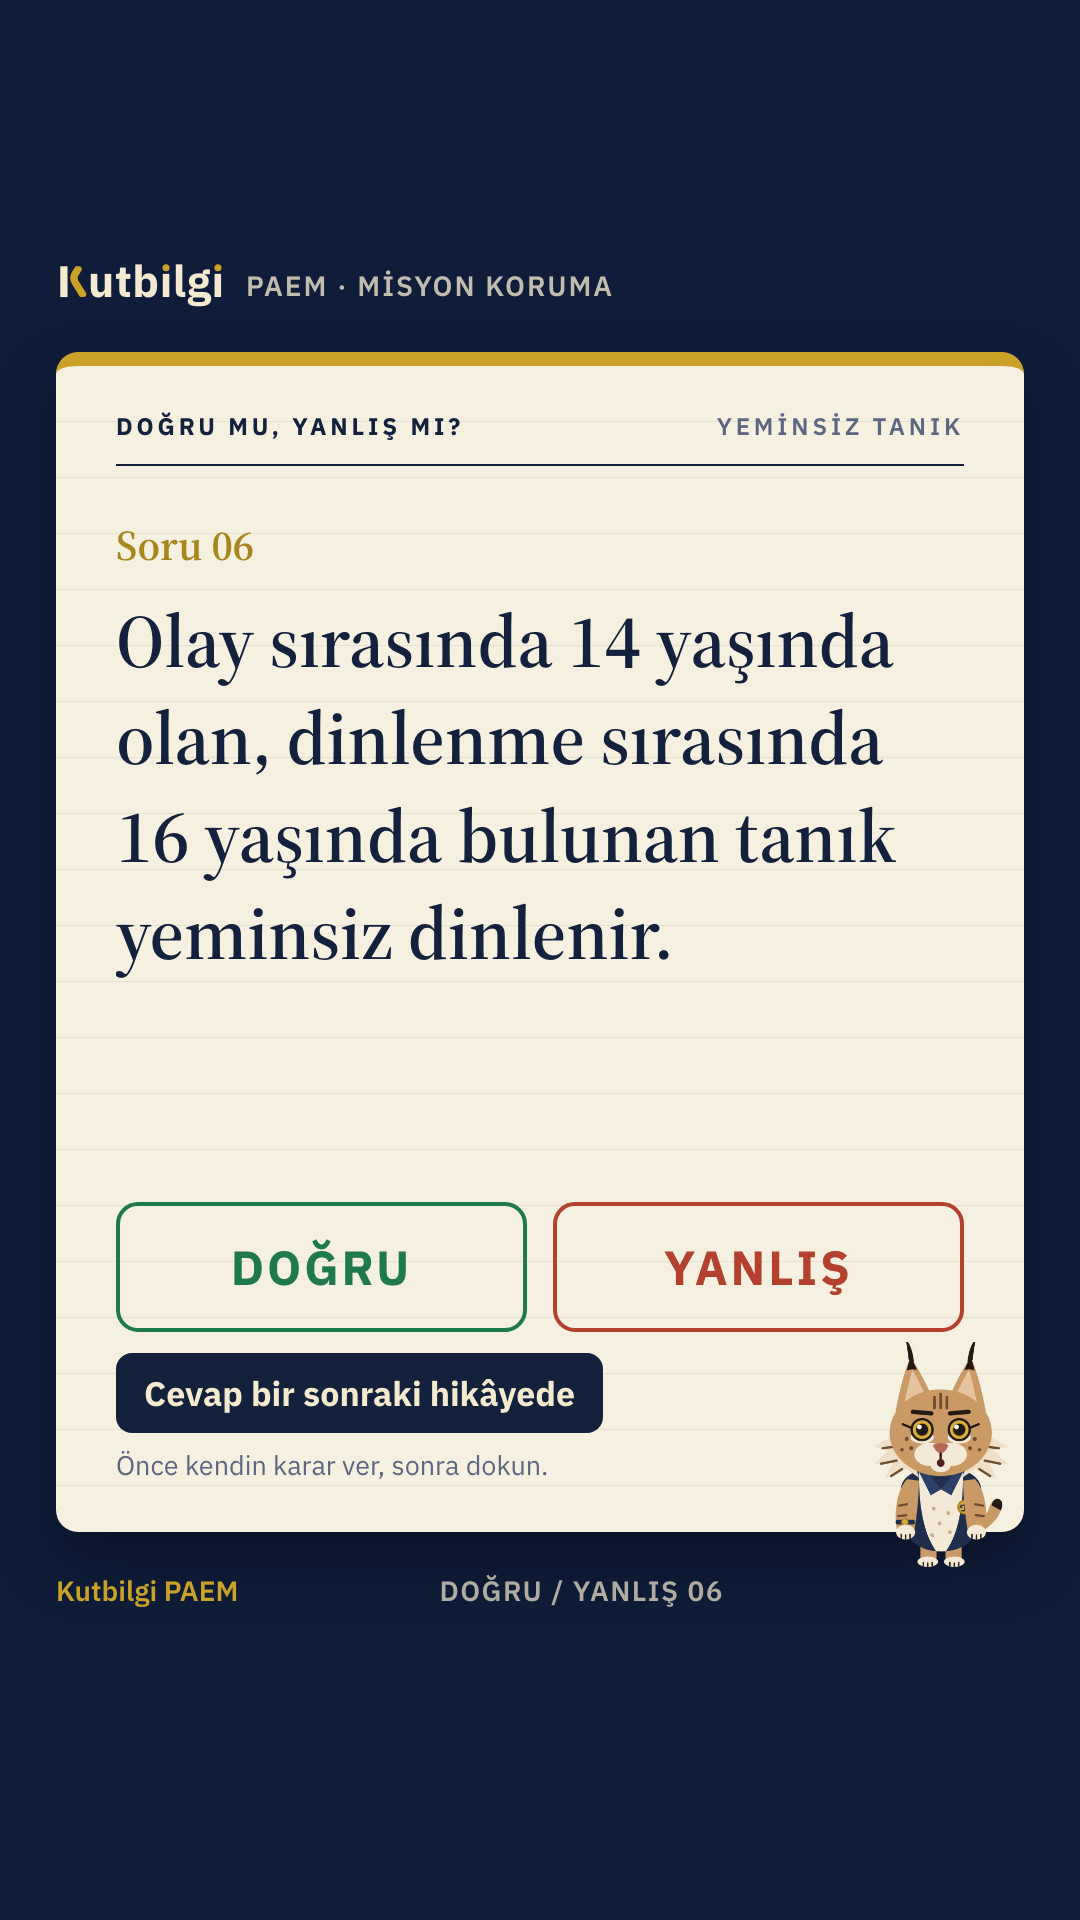 Kutbilgi PAEM · MİSYON KORUMA
DOĞRU MU, YANLIŞ MI? YEMİNSİZ TANIK
Soru 06
Olay sırasında 14 yaşında
olan, dinlenme sırasında
16 yaşında bulunan tanık
yeminsiz dinlenir.
DOĞRU YANLIŞ
Cevap bir sonraki hikâyede
Önce kendin karar ver, sonra dokun.
Kutbilgi PAEM DOĞRU / YANLIŞ 06